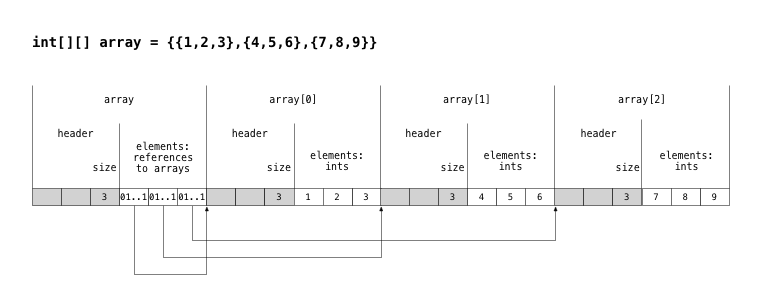 int[][] array = {{1,2,3},{4,5,6},{7,8,9}}
array array[0] array[1] array[2]
header header header header
elements:
references
to arrays
elements:
ints
elements:
ints
elements:
ints
size size size size
3 01..1 01..1 01..1 3 1 2 3 3 4 5 6 3 7 8 9